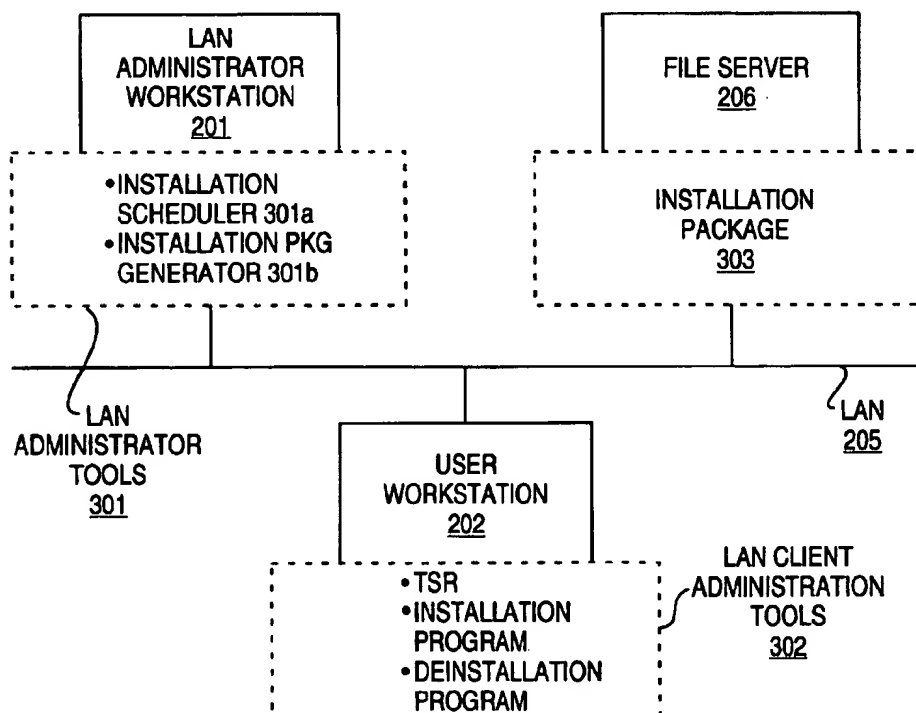 LAN
ADMINISTRATOR
WORKSTATION
201
•INSTALLATION
SCHEDULER 301a
•INSTALLATION PKG
GENERATOR 301b
FILE SERVER
206
INSTALLATION
PACKAGE
303
LAN
ADMINISTRATOR
TOOLS
301
LAN
205
USER
WORKSTATION
202
•TSR
•INSTALLATION
PROGRAM
•DEINSTALLATION
PROGRAM
LAN CLIENT
ADMINISTRATION
TOOLS
302